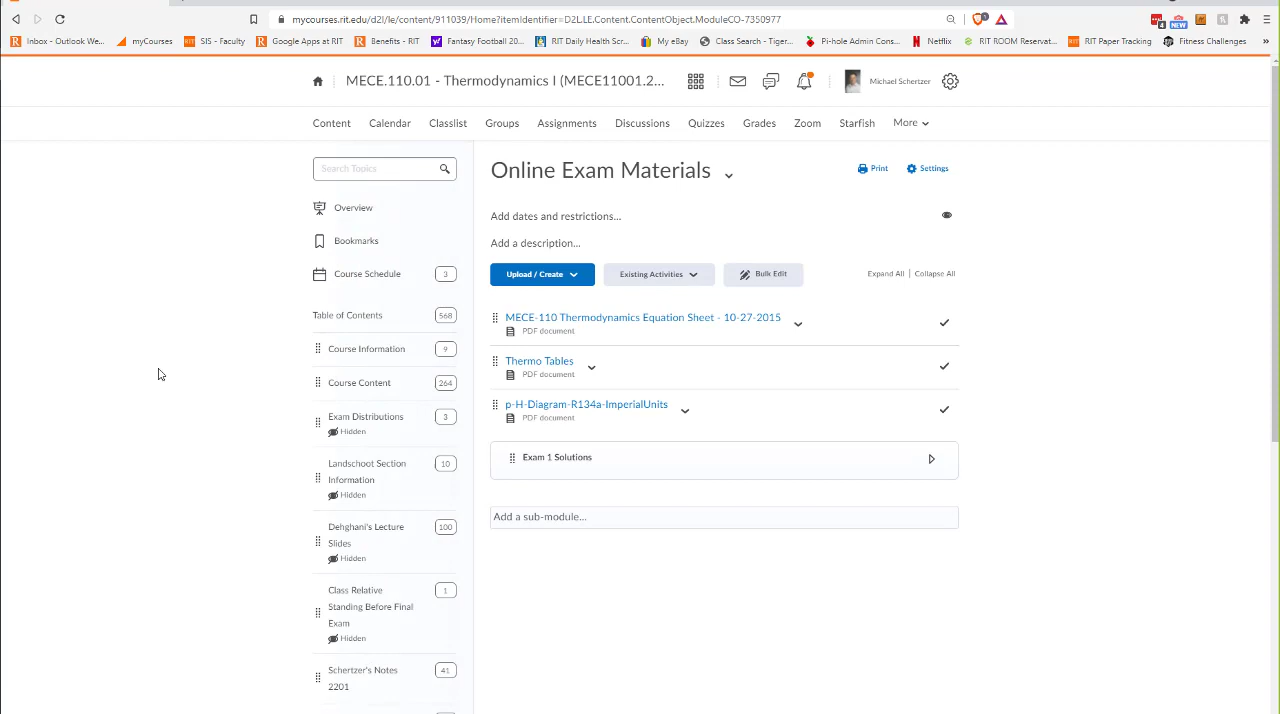 mycourses.rit.edu/d2l/le/content/911039/Home?itemIdentifier=D2L.LE.Content.ContentObject.ModuleCO-7350977
Inbox - Outlook We... myCourses SIS - Faculty Google Apps at RIT Benefits - RIT Fantasy Football 20... RIT Daily Health Scr... My eBay Class Search - Tiger... Pi-hole Admin Cons... Netflix RIT ROOM Reservat... RIT Paper Tracking Fitness Challenges »
MECE.110.01 - Thermodynamics I (MECE11001.2... Michael Schertzer
Content Calendar Classlist Groups Assignments Discussions Quizzes Grades Zoom Starfish More
Search Topics
Overview
Bookmarks
Course Schedule 3
Table of Contents 568
Course Information 9
Course Content 264
Exam Distributions 3
Hidden
Landschoot Section 10
Information
Hidden
Dehghani's Lecture 100
Slides
Hidden
Class Relative 1
Standing Before Final
Exam
Hidden
Schertzer's Notes 41
2201
Online Exam Materials
Print Settings
Add dates and restrictions...
Add a description...
Upload / Create Existing Activities Bulk Edit Expand All | Collapse All
MECE-110 Thermodynamics Equation Sheet - 10-27-2015
PDF document
Thermo Tables
PDF document
p-H-Diagram-R134a-ImperialUnits
PDF document
Exam 1 Solutions
Add a sub-module...